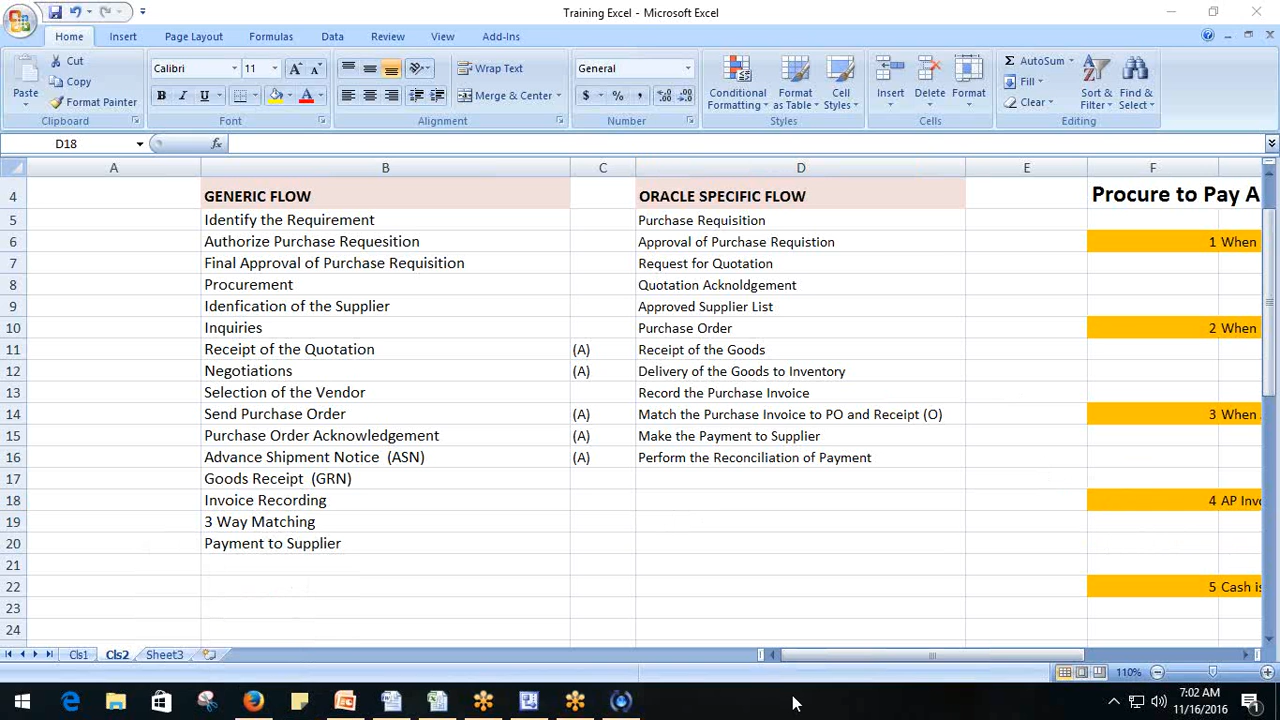 Training Excel - Microsoft Excel
Home Insert Page Layout Formulas Data Review View Add-Ins
Cut
Copy
Format Painter
Paste
Clipboard
Calibri 11
B I U
Font
Wrap Text
Merge & Center
Alignment
General
$ % ,
Number
Conditional Formatting
Format as Table
Cell Styles
Styles
Insert Delete Format
Cells
AutoSum
Fill
Clear
Sort & Filter
Find & Select
Editing
D18 fx
A B C D E F
4 GENERIC FLOW ORACLE SPECIFIC FLOW Procure to Pay A
5 Identify the Requirement Purchase Requisition
6 Authorize Purchase Requesition Approval of Purchase Requistion 1 When
7 Final Approval of Purchase Requisition Request for Quotation
8 Procurement Quotation Acknoldgement
9 Idenfication of the Supplier Approved Supplier List
10 Inquiries Purchase Order 2 When
11 Receipt of the Quotation (A) Receipt of the Goods
12 Negotiations (A) Delivery of the Goods to Inventory
13 Selection of the Vendor Record the Purchase Invoice
14 Send Purchase Order (A) Match the Purchase Invoice to PO and Receipt (O) 3 When
15 Purchase Order Acknowledgement (A) Make the Payment to Supplier
16 Advance Shipment Notice (ASN) (A) Perform the Reconciliation of Payment
17 Goods Receipt (GRN)
18 Invoice Recording 4 AP Invo
19 3 Way Matching
20 Payment to Supplier
21
22 5 Cash is
23
24
Cls1 Cls2 Sheet3
110%
7:02 AM
11/16/2016